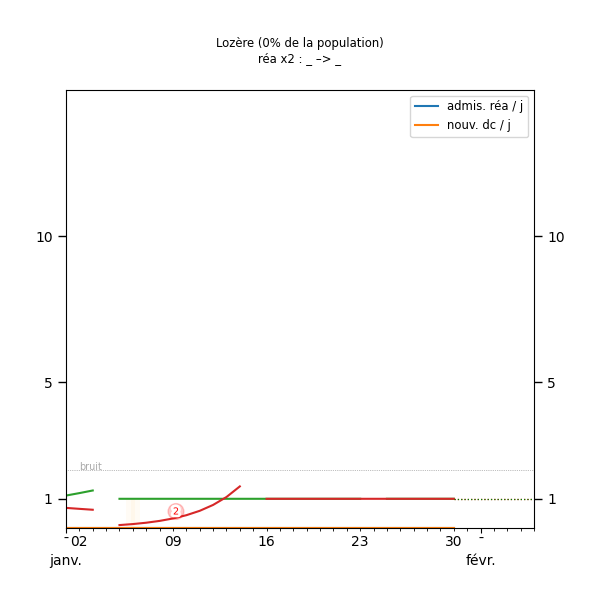 Lozère (0% de la population)
réa x2 : _ –> _
admis. réa / j
nouv. dc / j
10 10
5 5
bruit
1 1
2
- 02 09 16 23 30 -
janv. févr.